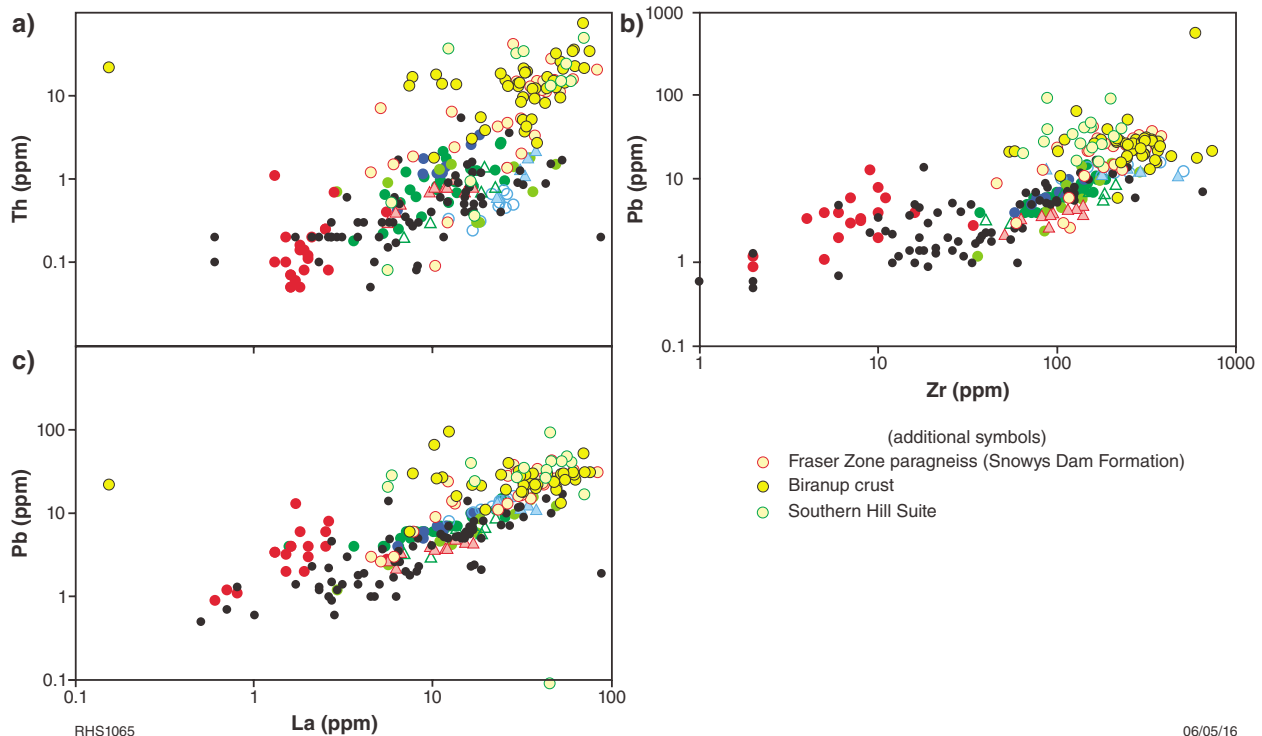 a)
Th (ppm)
10
1
0.1
b)
Pb (ppm)
1000
100
10
1
0.1
1 10 100 1000
Zr (ppm)
c)
Pb (ppm)
100
10
1
0.1
0.1 1 10 100
La (ppm)
(additional symbols)
Fraser Zone paragneiss (Snowys Dam Formation)
Biranup crust
Southern Hill Suite
RHS1065
06/05/16